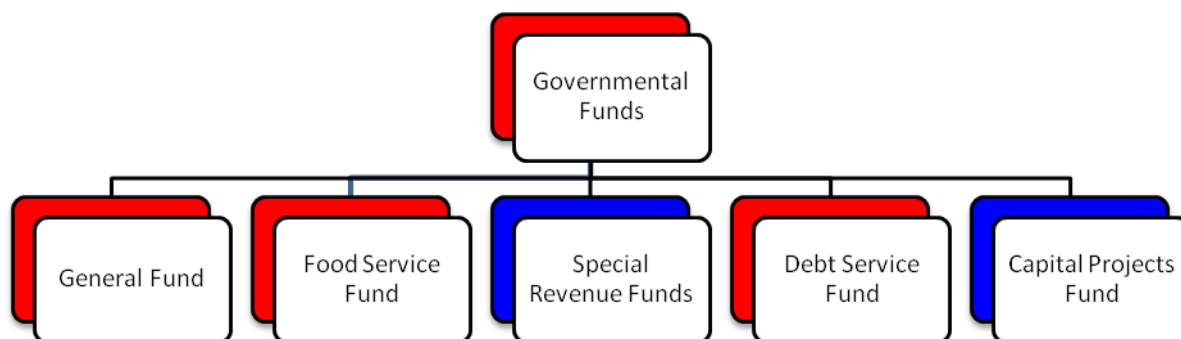 Governmental
Funds
General Fund
Food Service
Fund
Special
Revenue Funds
Debt Service
Fund
Capital Projects
Fund